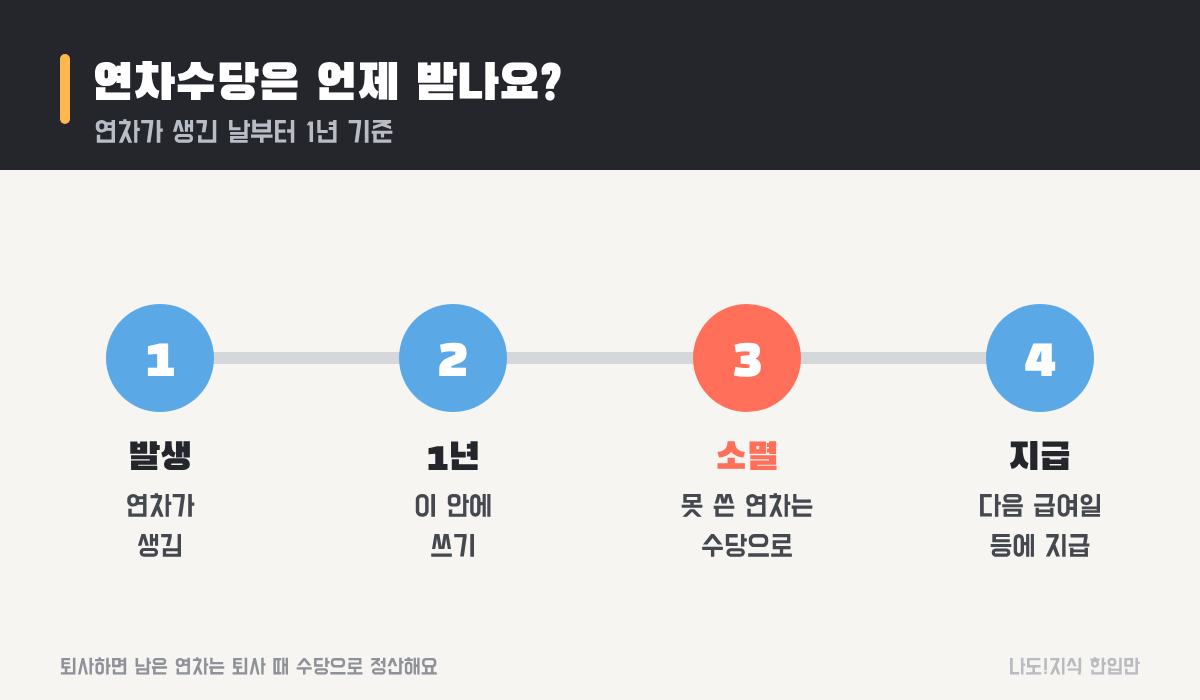 연차수당은 언제 받나요?
연차가 생긴 날부터 1년 기준
1
2
3
4
발생
1년
소멸
지급
연차가
생김
이 안에
쓰기
못 쓴 연차는
수당으로
다음 급여일
등에 지급
퇴사하면 남은 연차는 퇴사 때 수당으로 정산해요
나도!지식 한입만